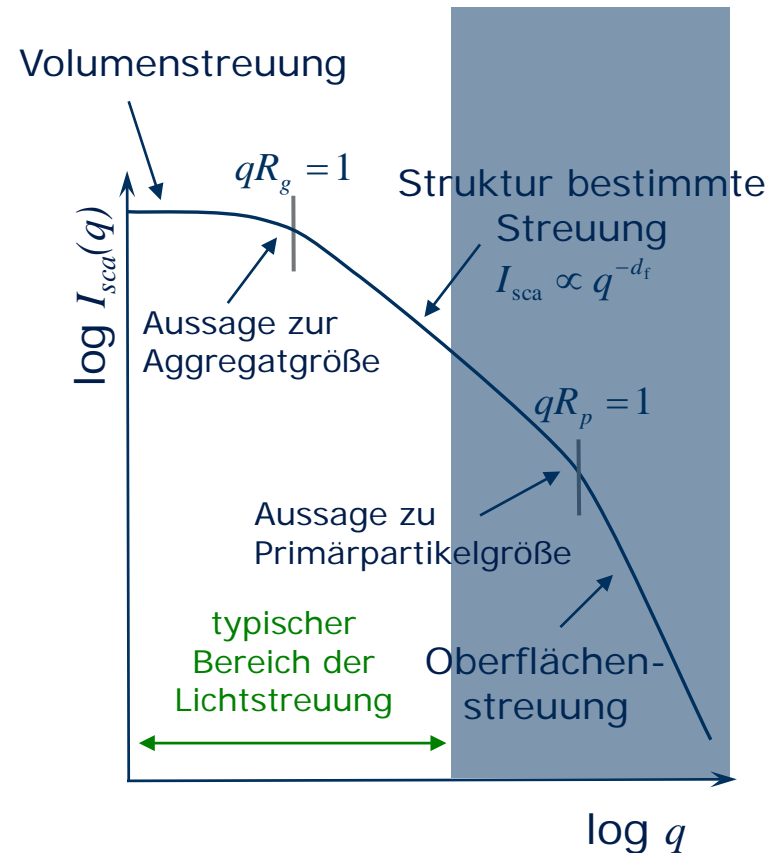 Volumenstreuung
qR_g = 1
Struktur bestimmte
Streuung
I_sca ∝ q^{-d_f}
log I_sca(q)
Aussage zur
Aggregatgröße
qR_p = 1
Aussage zu
Primärpartikelgröße
typischer
Bereich der
Lichtstreuung
Oberflächen-
streuung
log q